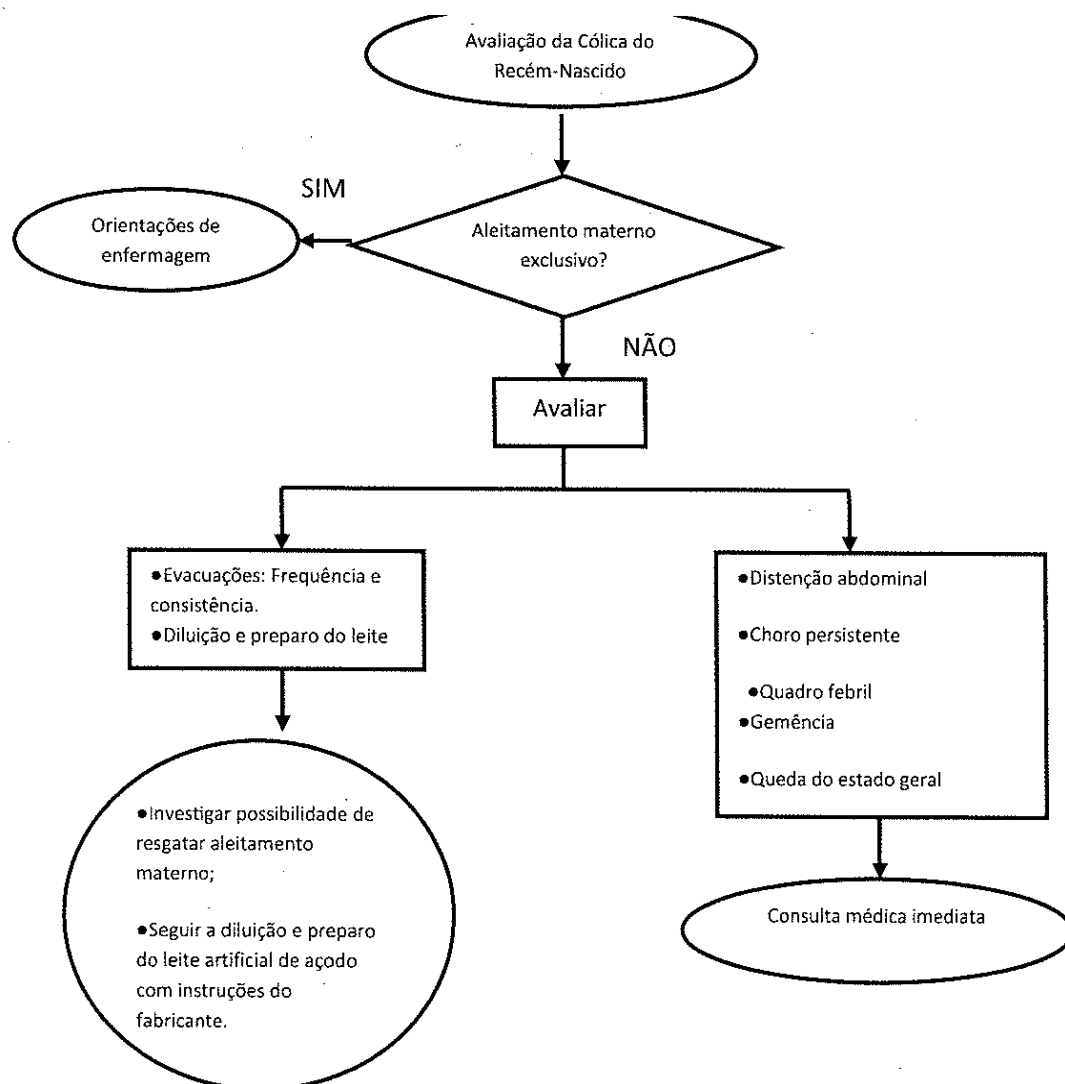 Avaliação da Cólica do
Recém-Nascido
SIM
Orientações de
enfermagem
Aleitamento materno
exclusivo?
NÃO
Avaliar
●Evacuações: Frequência e
consistência.
●Diluição e preparo do leite
●Distenção abdominal
●Choro persistente
●Quadro febril
●Gemência
●Queda do estado geral
●Investigar possibilidade de
resgatar aleitamento
materno;
●Seguir a diluição e preparo
do leite artificial de açodo
com instruções do
fabricante.
Consulta médica imediata